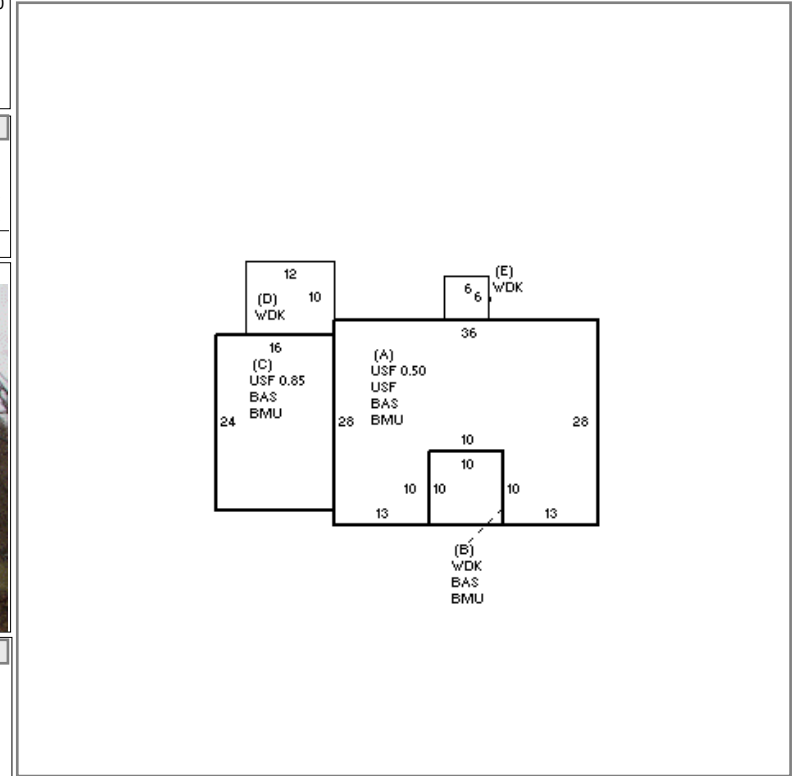 12
(D)
10
WDK
6
6
(E)
WDK
36
16
(C)
USF 0.85
BAS
BMU
24
(A)
USF 0.50
USF
BAS
BMU
28
28
10
10
10
10
10
13
13
(B)
WDK
BAS
BMU